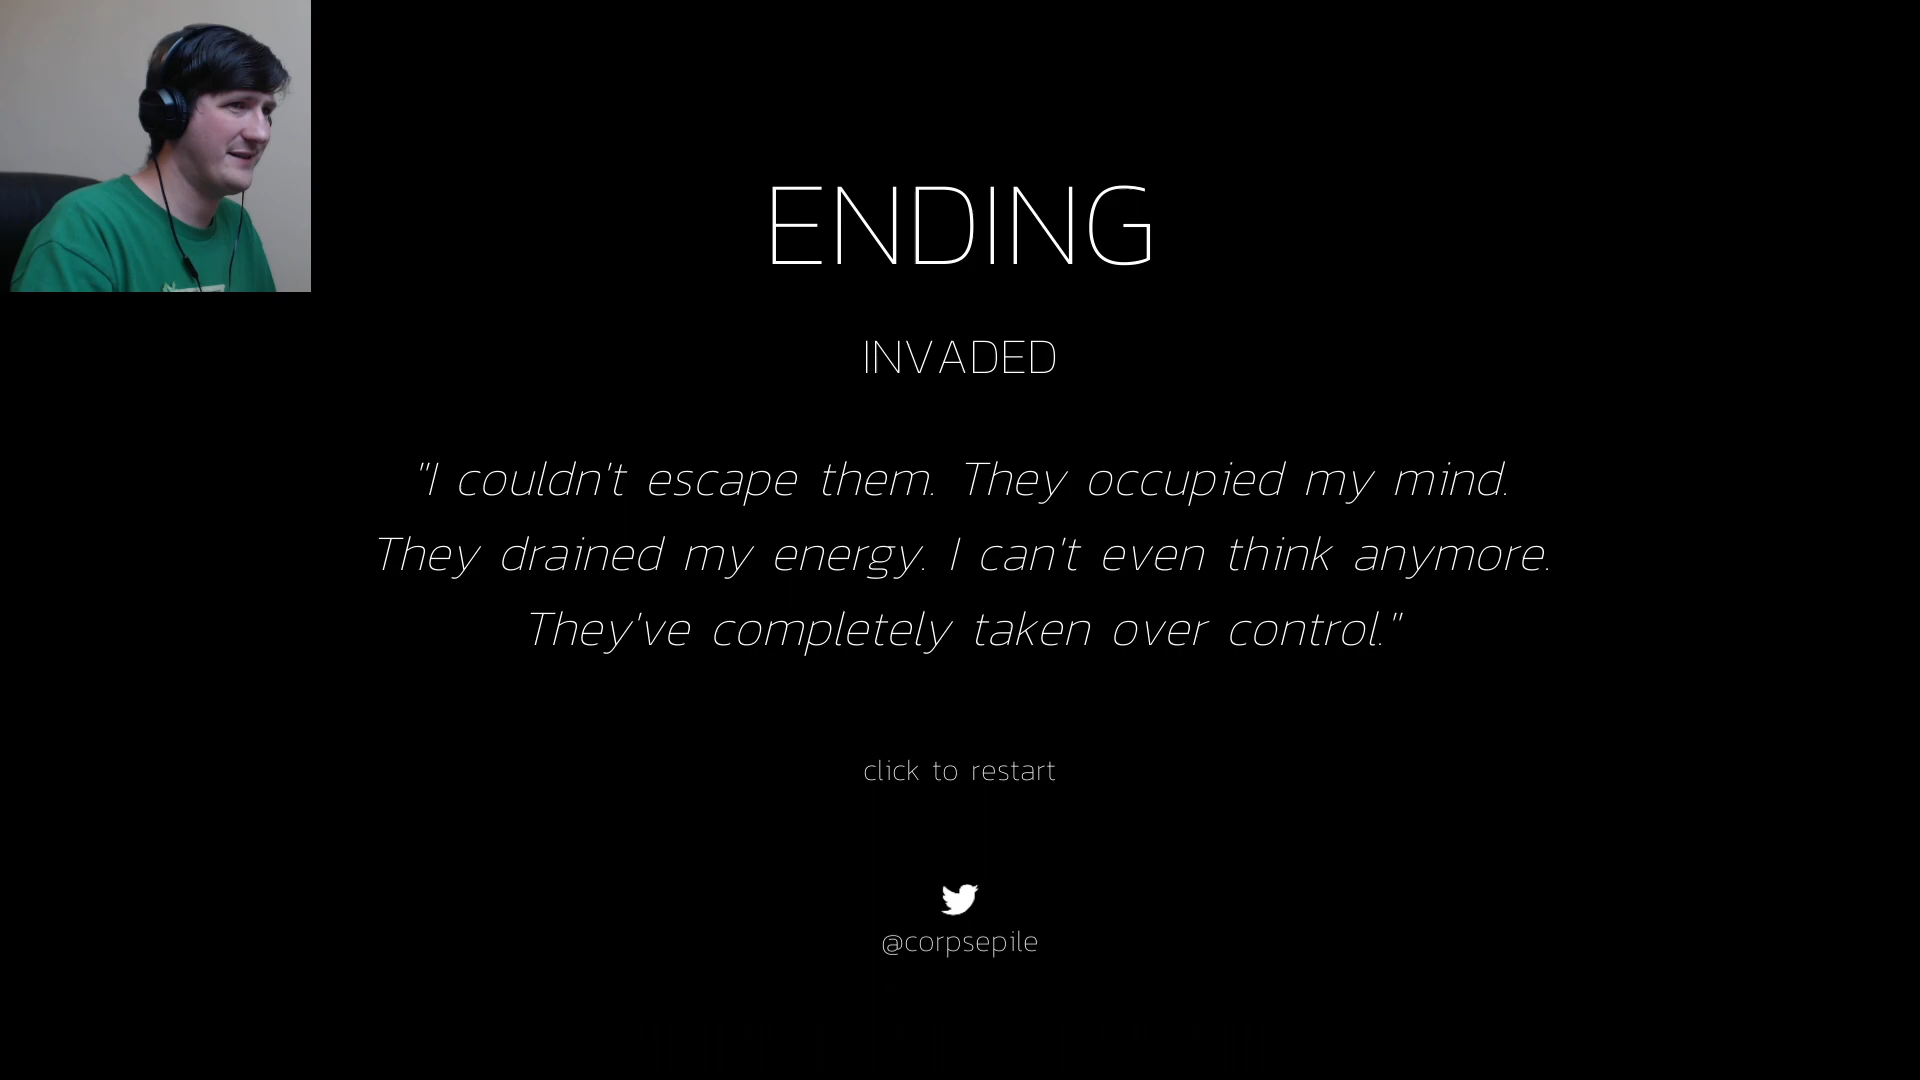 ENDING
INVADED
"I couldn't escape them. They occupied my mind.
They drained my energy. I can't even think anymore.
They've completely taken over control."
click to restart
@corpsepile